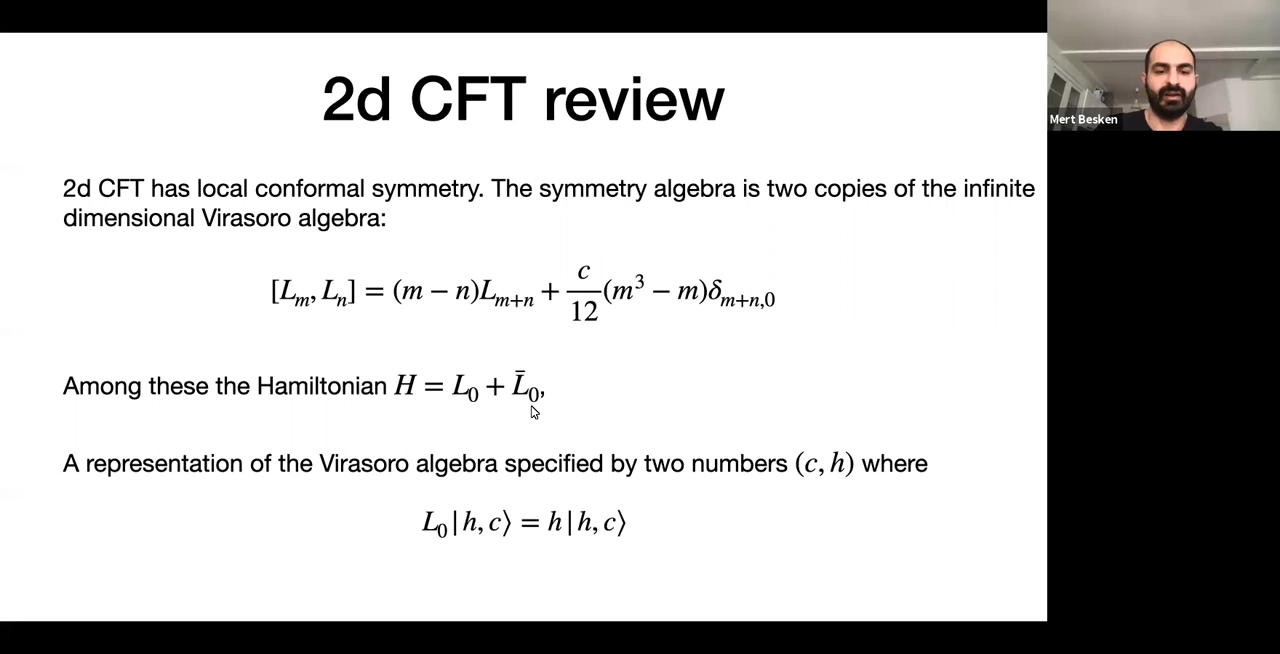 2d CFT review
Mert Besken
2d CFT has local conformal symmetry. The symmetry algebra is two copies of the infinite
dimensional Virasoro algebra:
[L_m, L_n] = (m − n)L_{m+n} + \frac{c}{12}(m^3 − m)δ_{m+n,0}
Among these the Hamiltonian H = L_0 + \bar{L}_0,
A representation of the Virasoro algebra specified by two numbers (c, h) where
L_0|h, c⟩ = h|h, c⟩